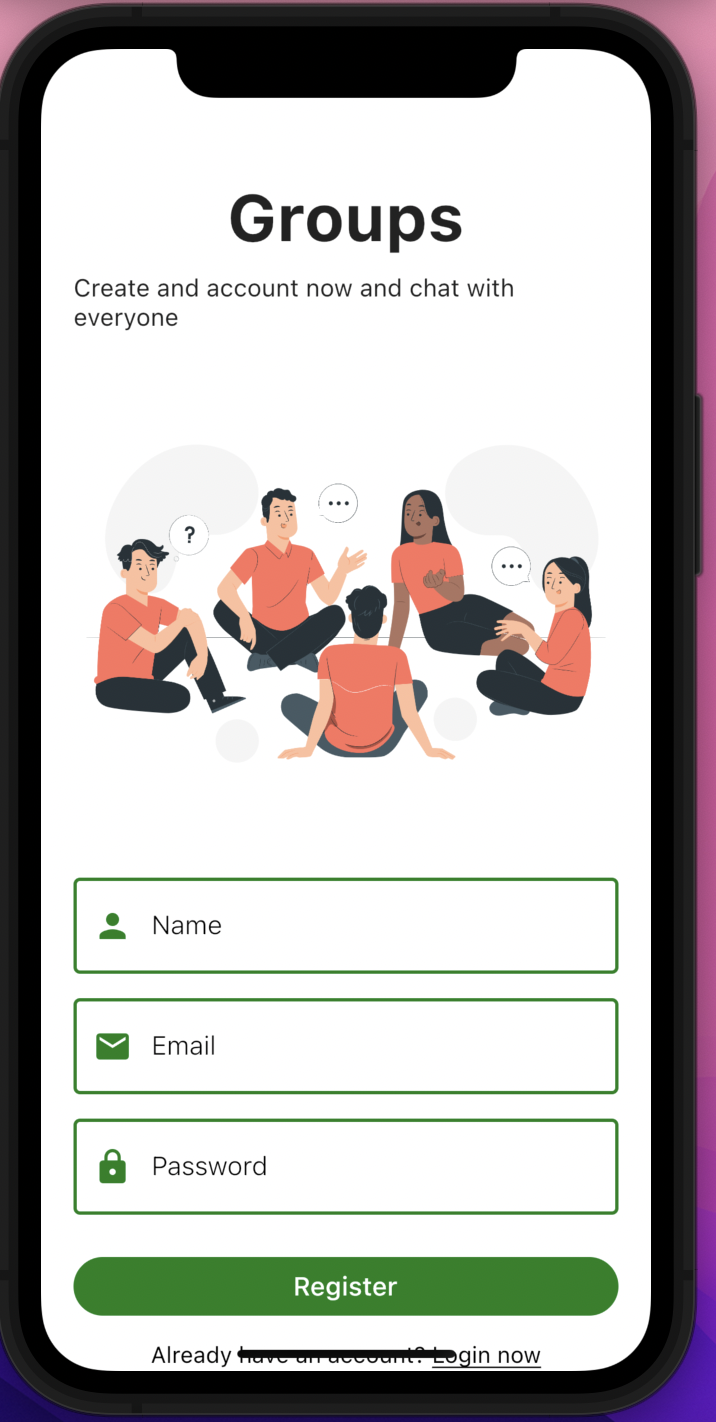 Groups
Create and account now and chat with
everyone
?
...
...
Name
Email
Password
Register
Already have an account? Login now